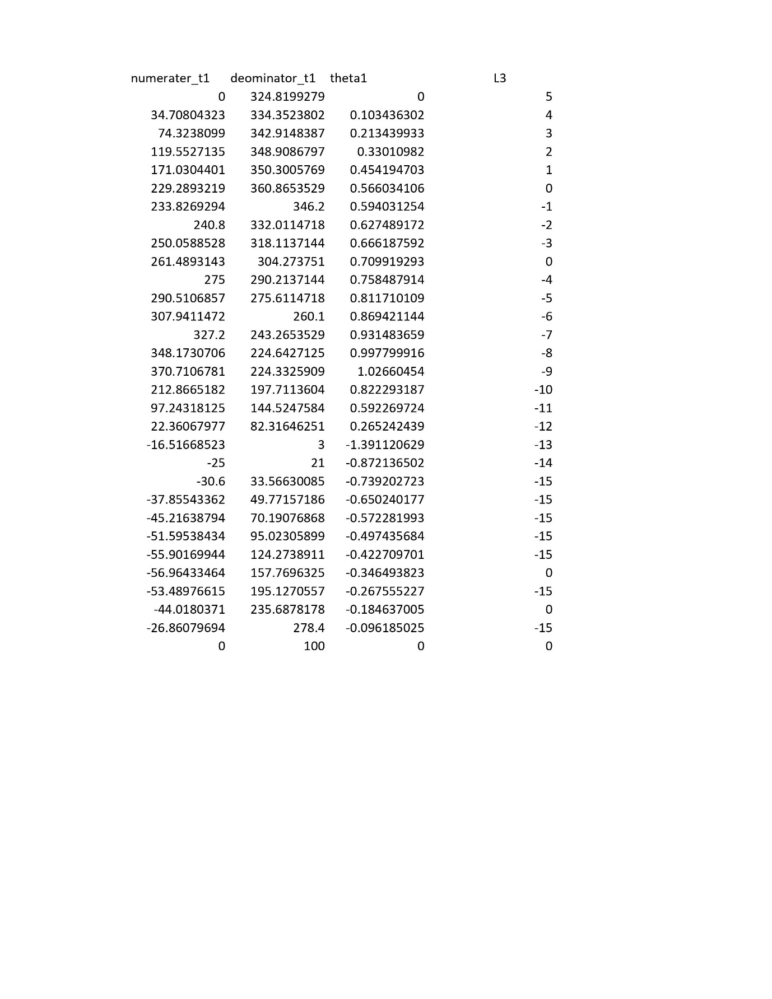 numerater_t1 deominator_t1 theta1 L3
0 324.8199279 0 5
34.70804323 334.3523802 0.103436302 4
74.3238099 342.9148387 0.213439933 3
119.5527135 348.9086797 0.33010982 2
171.0304401 350.3005769 0.454194703 1
229.2893219 360.8653529 0.566034106 0
233.8269294 346.2 0.594031254 -1
240.8 332.0114718 0.627489172 -2
250.0588528 318.1137144 0.666187592 -3
261.4893143 304.273751 0.709919293 0
275 290.2137144 0.758487914 -4
290.5106857 275.6114718 0.811710109 -5
307.9411472 260.1 0.869421144 -6
327.2 243.2653529 0.931483659 -7
348.1730706 224.6427125 0.997799916 -8
370.7106781 224.3325909 1.02660454 -9
212.8665182 197.7113604 0.822293187 -10
97.24318125 144.5247584 0.592269724 -11
22.36067977 82.31646251 0.265242439 -12
-16.51668523 3 -1.391120629 -13
-25 21 -0.872136502 -14
-30.6 33.56630085 -0.739202723 -15
-37.85543362 49.77157186 -0.650240177 -15
-45.21638794 70.19076868 -0.572281993 -15
-51.59538434 95.02305899 -0.497435684 -15
-55.90169944 124.2738911 -0.422709701 -15
-56.96433464 157.7696325 -0.346493823 0
-53.48976615 195.1270557 -0.267555227 -15
-44.0180371 235.6878178 -0.184637005 0
-26.86079694 278.4 -0.096185025 -15
0 100 0 0